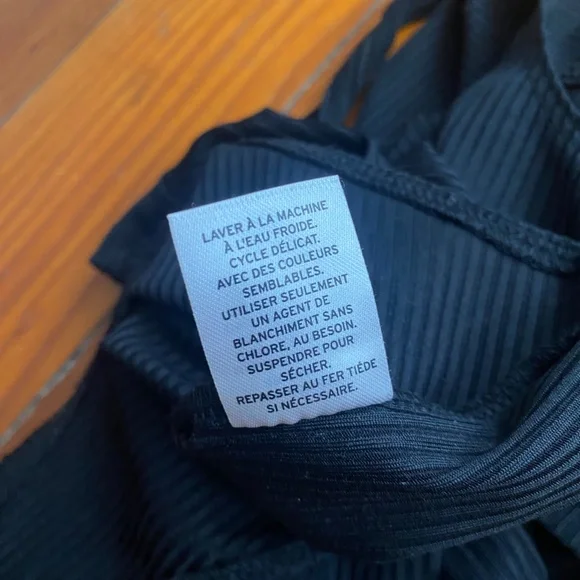 LAVER À LA MACHINE
À L'EAU FROIDE.
CYCLE DÉLICAT.
AVEC DES COULEURS
SEMBLABLES.
UTILISER SEULEMENT
UN AGENT DE
BLANCHIMENT SANS
CHLORE, AU BESOIN.
SUSPENDRE POUR
SÉCHER.
REPASSER AU FER TIÈDE
SI NÉCESSAIRE.